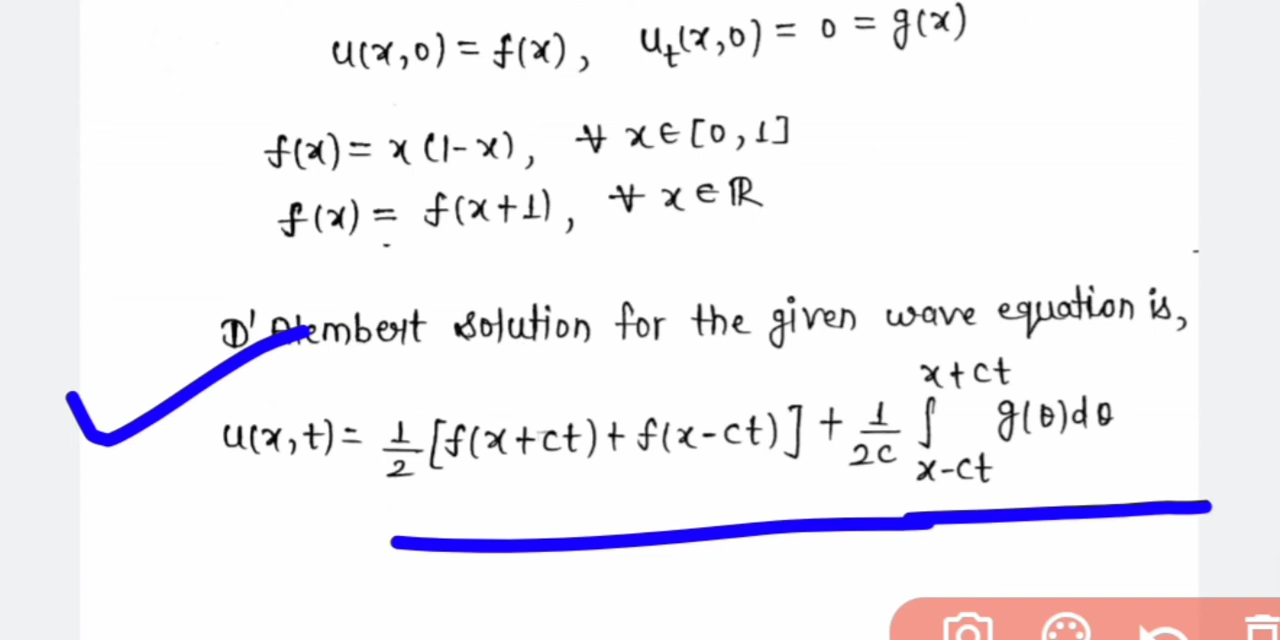 u(x,0) = f(x), u_t(x,0) = 0 = g(x)
f(x) = x (1-x), ∀ x ∈ [0,1]
f(x) = f(x+1), ∀ x ∈ ℝ
D'Alembert solution for the given wave equation is,
u(x,t) = 1/2 [f(x+ct) + f(x-ct)] + 1/2c ∫_{x-ct}^{x+ct} g(θ)dθ